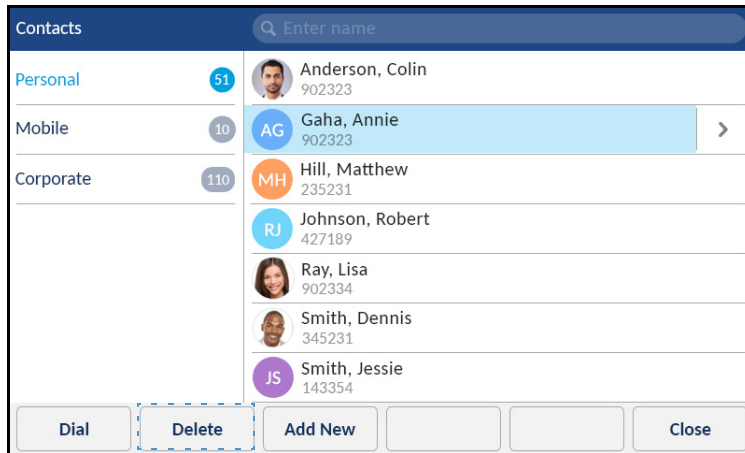 Contacts
Enter name
Personal 51
Mobile 10
Corporate 110
Anderson, Colin
902323
AG
Gaha, Annie
902323
MH
Hill, Matthew
235231
RJ
Johnson, Robert
427189
Ray, Lisa
902334
Smith, Dennis
345231
JS
Smith, Jessie
143354
Dial Delete Add New Close